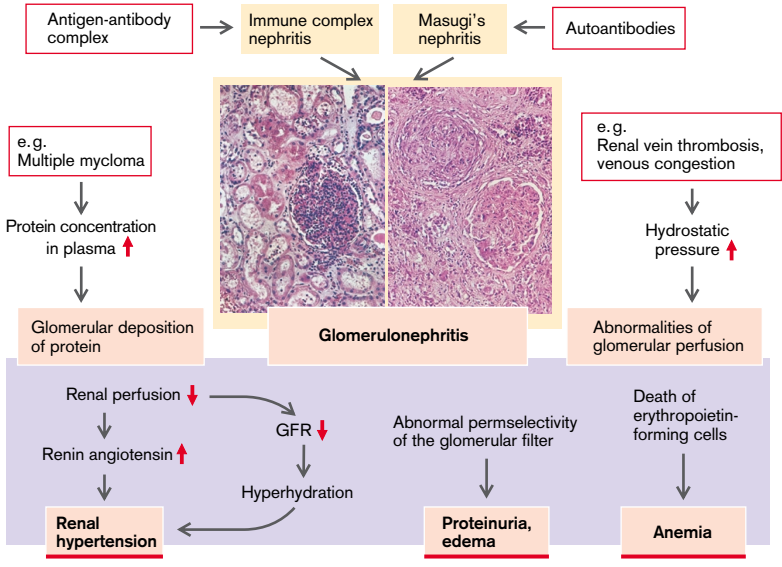 Antigen-antibody
complex
Immune complex
nephritis
Masugi's
nephritis
Autoantibodies
e.g.
Multiple mycloma
e.g.
Renal vein thrombosis,
venous congestion
Protein concentration
in plasma
Hydrostatic
pressure
Glomerular deposition
of protein
Glomerulonephritis
Abnormalities of
glomerular perfusion
Renal perfusion
GFR
Renin angiotensin
Hyperhydration
Abnormal permselectivity
of the glomerular filter
Death of
erythropoietin-
forming cells
Renal
hypertension
Proteinuria,
edema
Anemia